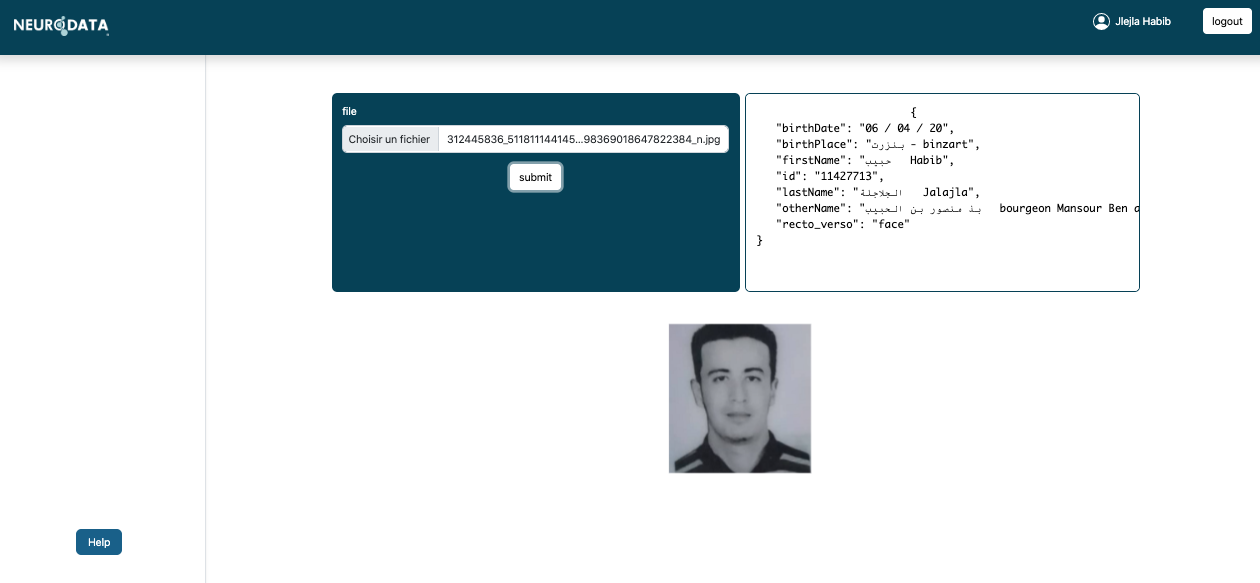 NEURODATA
Jlejla Habib
logout
file
Choisir un fichier 312445836_511811144145...98369018647822384_n.jpg
submit
{
"birthDate": "06 / 04 / 20",
"birthPlace": "بنزرت - binzart",
"firstName": "حبيب Habib",
"id": "11427713",
"lastName": "الجلاجلة Jalajla",
"otherName": "بذ منصور بن الحبيب bourgeon Mansour Ben a
"recto_verso": "face"
}
Help